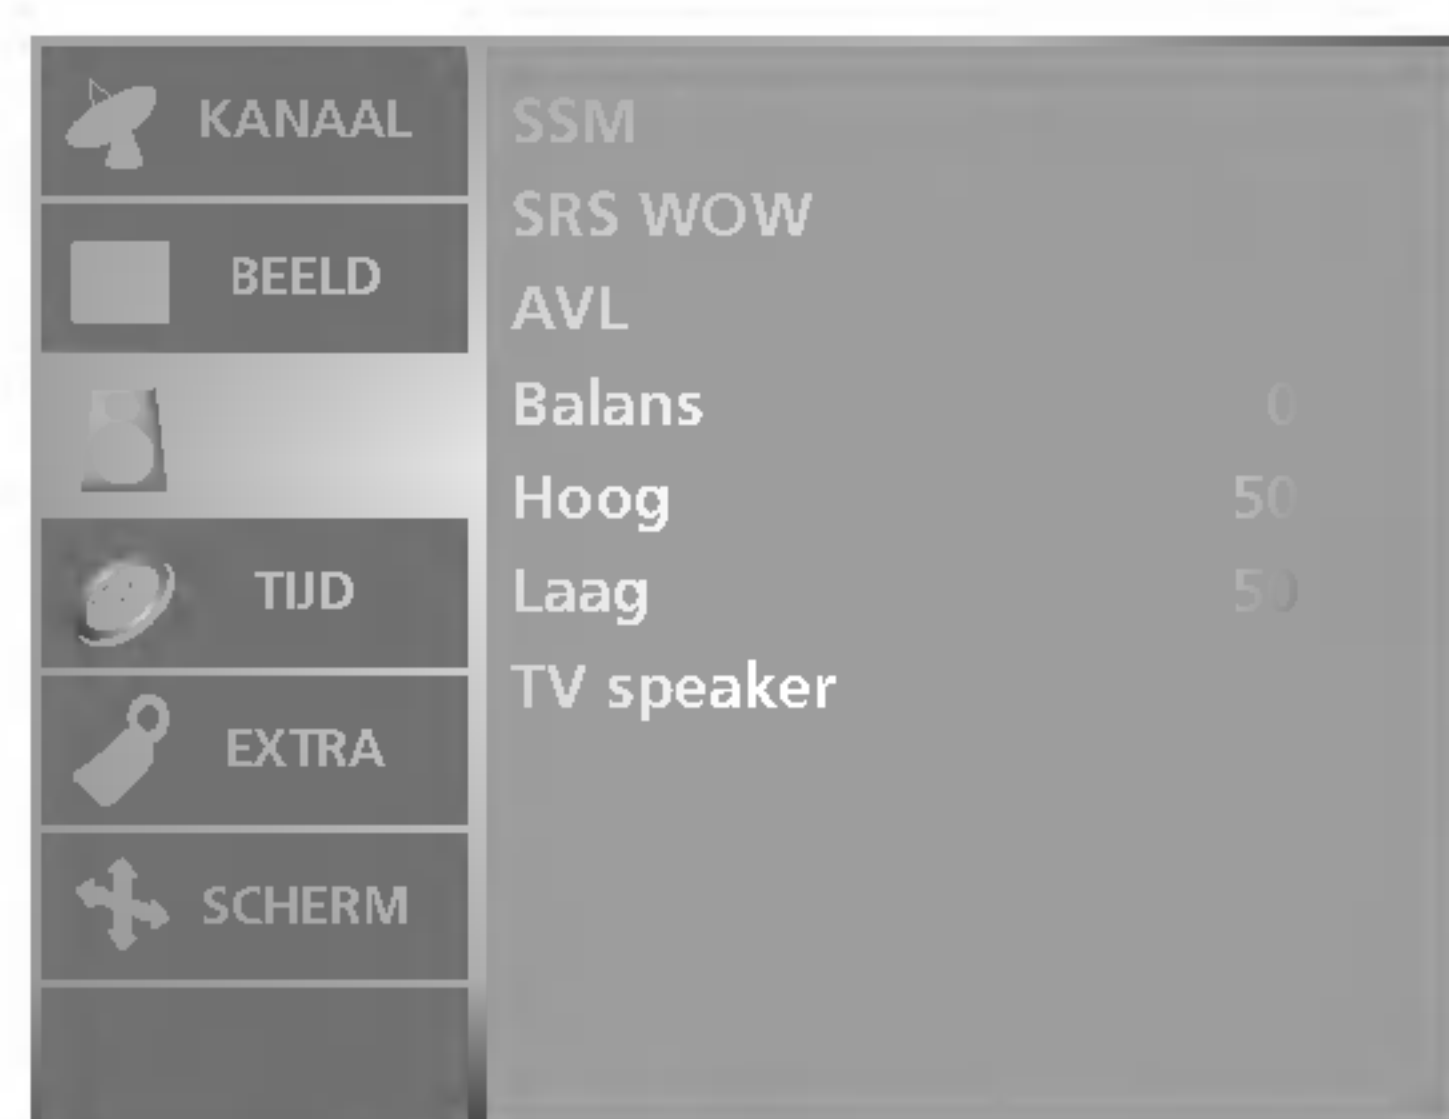 KANAAL
BEELD
TIJD
EXTRA
SCHERM
SSM
SRS WOW
AVL
Balans 0
Hoog 50
Laag 50
TV speaker